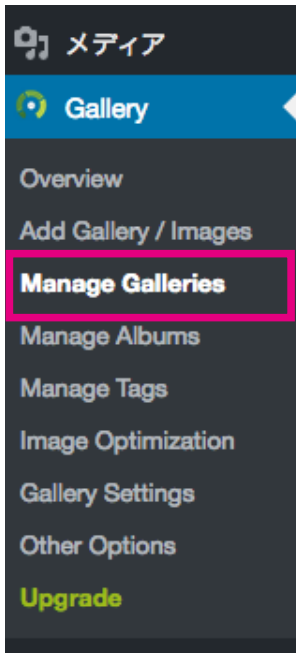 メディア
Gallery
Overview
Add Gallery / Images
Manage Galleries
Manage Albums
Manage Tags
Image Optimization
Gallery Settings
Other Options
Upgrade